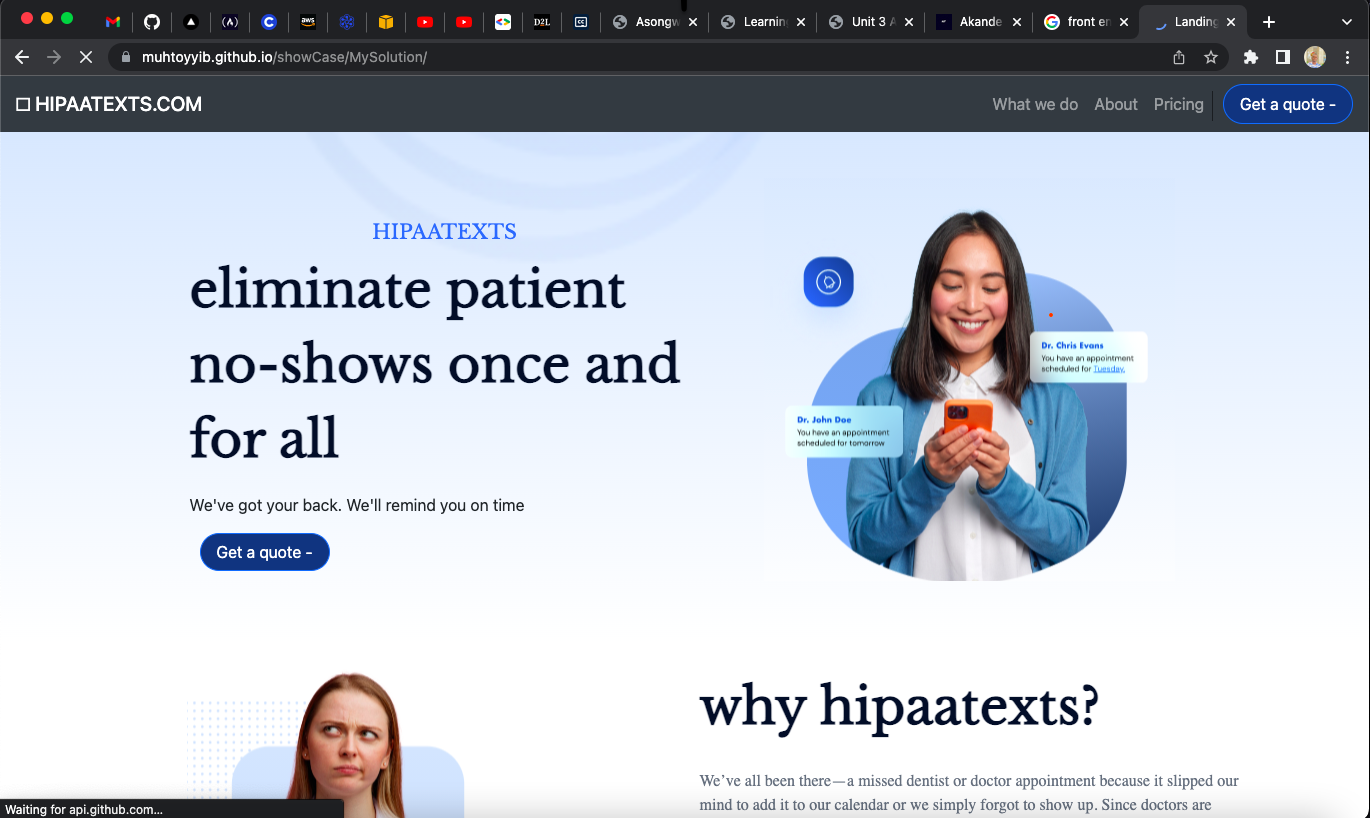 aws
D2L
CC
Asongw
Learning
Unit 3 A
Akande
front en
Landing
muhtoyyib.github.io/showCase/MySolution/
HIPAATEXTS.COM
What we do
About
Pricing
Get a quote -
HIPAATEXTS
eliminate patient
no-shows once and
for all
We've got your back. We'll remind you on time
Get a quote -
Dr. Chris Evans
You have an appointment
scheduled for Tuesday.
Dr. John Doe
You have an appointment
scheduled for tomorrow
why hipaatexts?
We’ve all been there—a missed dentist or doctor appointment because it slipped our
mind to add it to our calendar or we simply forgot to show up. Since doctors are
Waiting for api.github.com...